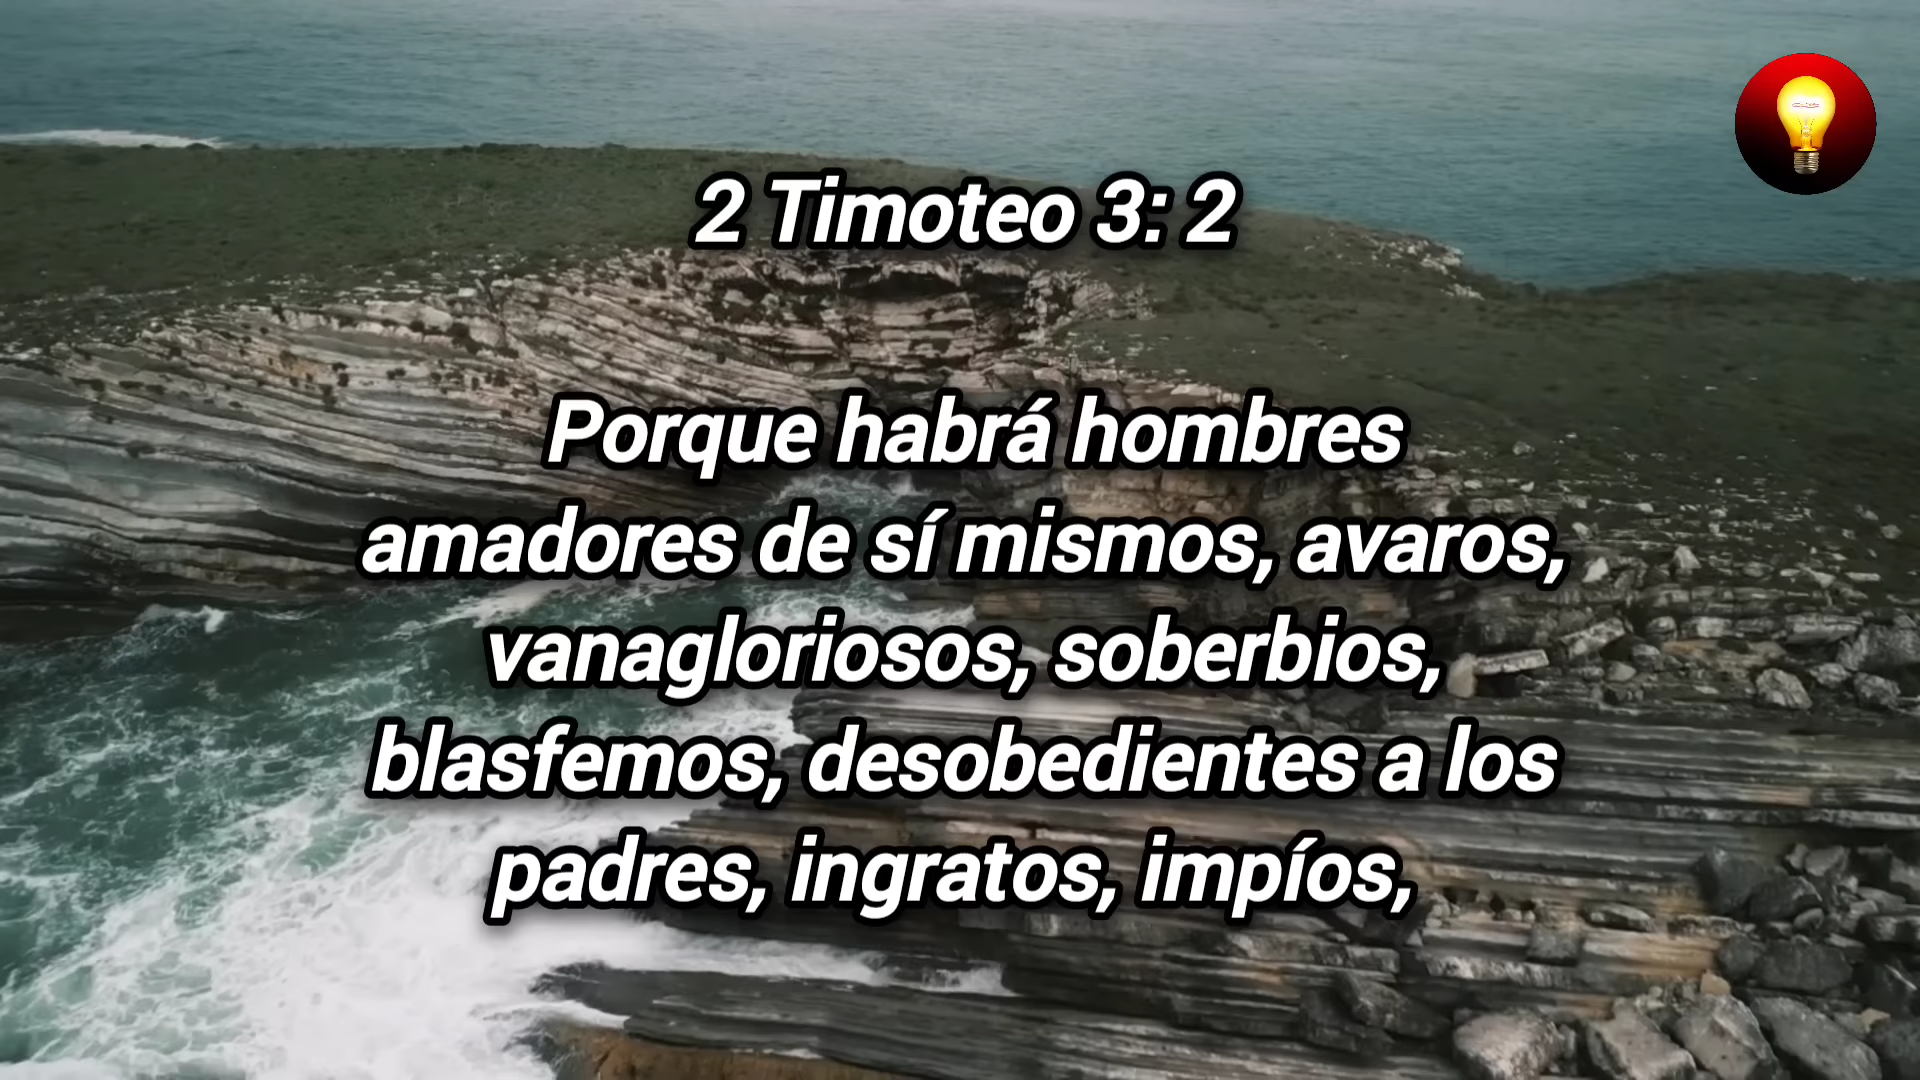 2 Timoteo 3: 2
Porque habrá hombres
amadores de sí mismos, avaros,
vanagloriosos, soberbios,
blasfemos, desobedientes a los
padres, ingratos, impíos,